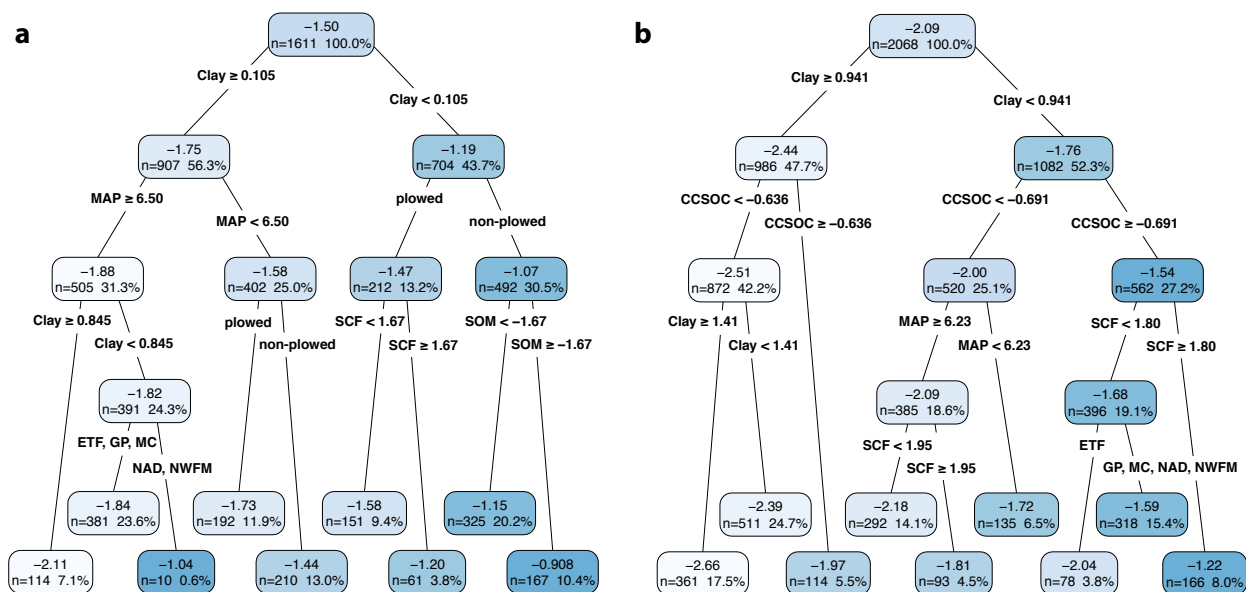 a
−1.50
n=1611 100.0%
Clay ≥ 0.105
Clay < 0.105
−1.75
n=907 56.3%
−1.19
n=704 43.7%
MAP ≥ 6.50
MAP < 6.50
plowed
non−plowed
−1.88
n=505 31.3%
−1.58
n=402 25.0%
−1.47
n=212 13.2%
−1.07
n=492 30.5%
Clay ≥ 0.845
Clay < 0.845
plowed
non−plowed
SCF < 1.67
SCF ≥ 1.67
SOM < −1.67
SOM ≥ −1.67
−1.82
n=391 24.3%
ETF, GP, MC
NAD, NWFM
−1.84
n=381 23.6%
−1.73
n=192 11.9%
−1.58
n=151 9.4%
−1.15
n=325 20.2%
−2.11
n=114 7.1%
−1.04
n=10 0.6%
−1.44
n=210 13.0%
−1.20
n=61 3.8%
−0.908
n=167 10.4%
b
−2.09
n=2068 100.0%
Clay ≥ 0.941
Clay < 0.941
−2.44
n=986 47.7%
−1.76
n=1082 52.3%
CCSOC < −0.636
CCSOC ≥ −0.636
CCSOC < −0.691
CCSOC ≥ −0.691
−2.51
n=872 42.2%
−2.00
n=520 25.1%
−1.54
n=562 27.2%
Clay ≥ 1.41
Clay < 1.41
MAP ≥ 6.23
MAP < 6.23
SCF < 1.80
SCF ≥ 1.80
−2.09
n=385 18.6%
−1.68
n=396 19.1%
SCF < 1.95
SCF ≥ 1.95
ETF
GP, MC, NAD, NWFM
−2.39
n=511 24.7%
−2.18
n=292 14.1%
−1.72
n=135 6.5%
−1.59
n=318 15.4%
−2.66
n=361 17.5%
−1.97
n=114 5.5%
−1.81
n=93 4.5%
−2.04
n=78 3.8%
−1.22
n=166 8.0%